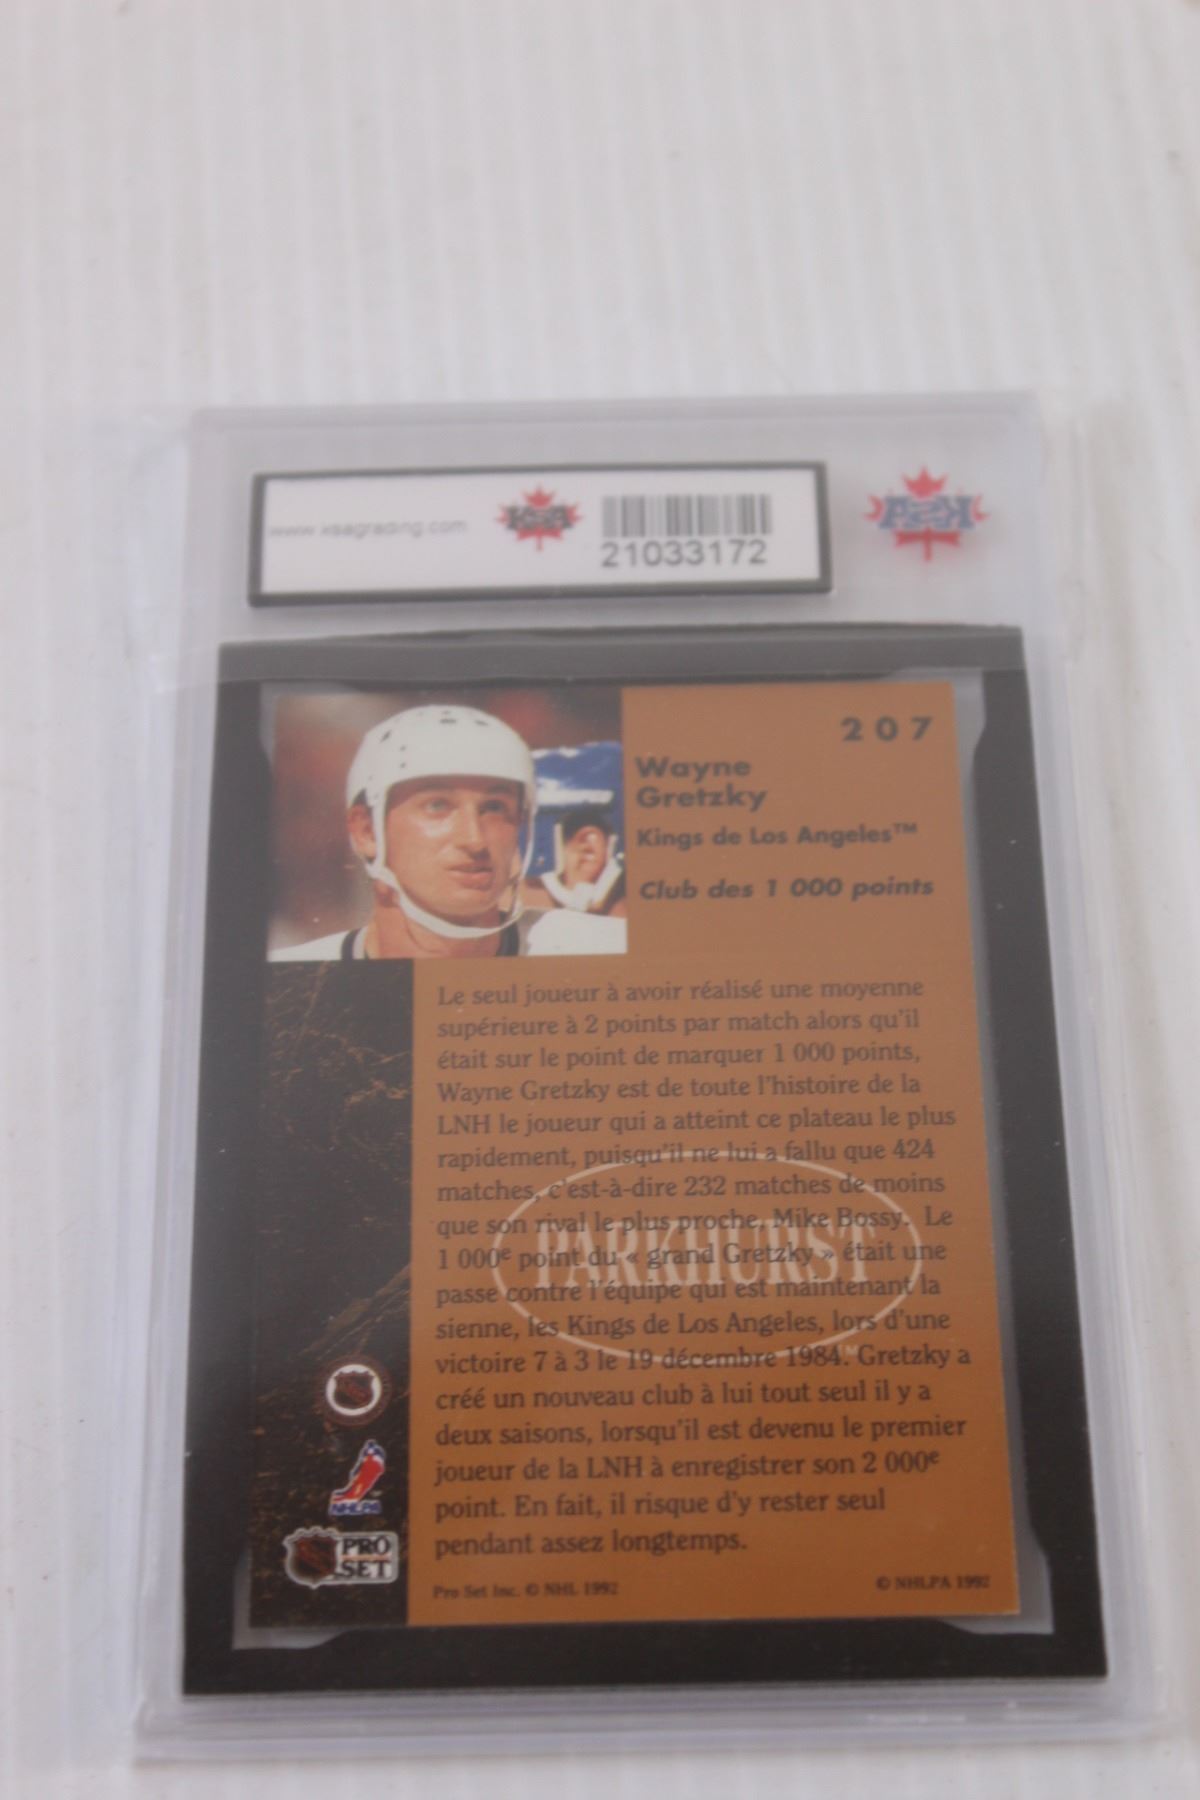 www.ksagrading.com
KSA
21033172
KSA
207
Wayne
Gretzky
Kings de Los Angeles™
Club des 1 000 points
Le seul joueur à avoir réalisé une moyenne
supérieure à 2 points par match alors qu'il
était sur le point de marquer 1 000 points,
Wayne Gretzky est de toute l'histoire de la
LNH le joueur qui a atteint ce plateau le plus
rapidement, puisqu'il ne lui a fallu que 424
matches, c'est-à-dire 232 matches de moins
que son rival le plus proche, Mike Bossy. Le
1 000e point du « grand Gretzky » était une
passe contre l'équipe qui est maintenant la
sienne, les Kings de Los Angeles, lors d'une
victoire 7 à 3 le 19 décembre 1984. Gretzky a
créé un nouveau club à lui tout seul il y a
deux saisons, lorsqu'il est devenu le premier
joueur de la LNH à enregistrer son 2 000e
point. En fait, il risque d'y rester seul
pendant assez longtemps.
PARKHURST
NHLPA
PRO
SET
Pro Set Inc. © NHL 1992
© NHLPA 1992